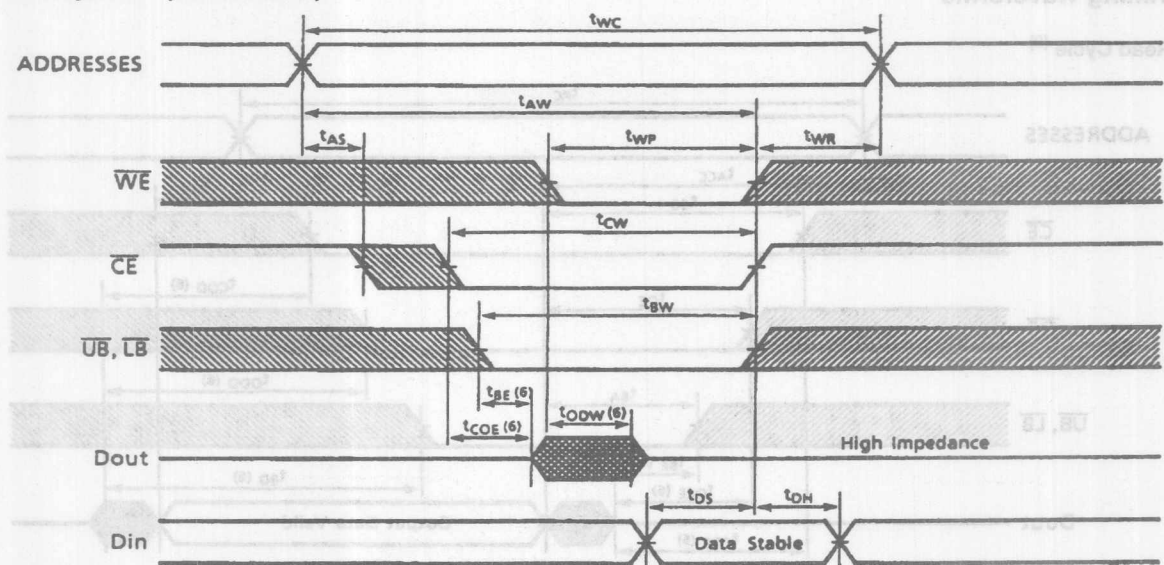 tWC
ADDRESSES
tAW
tAS
tWP
tWR
WE
tCW
CE
tBW
UB, LB
tBE (6)
tODW (6)
tCOE (6)
High Impedance
Dout
tDS
tDH
Din
Data Stable